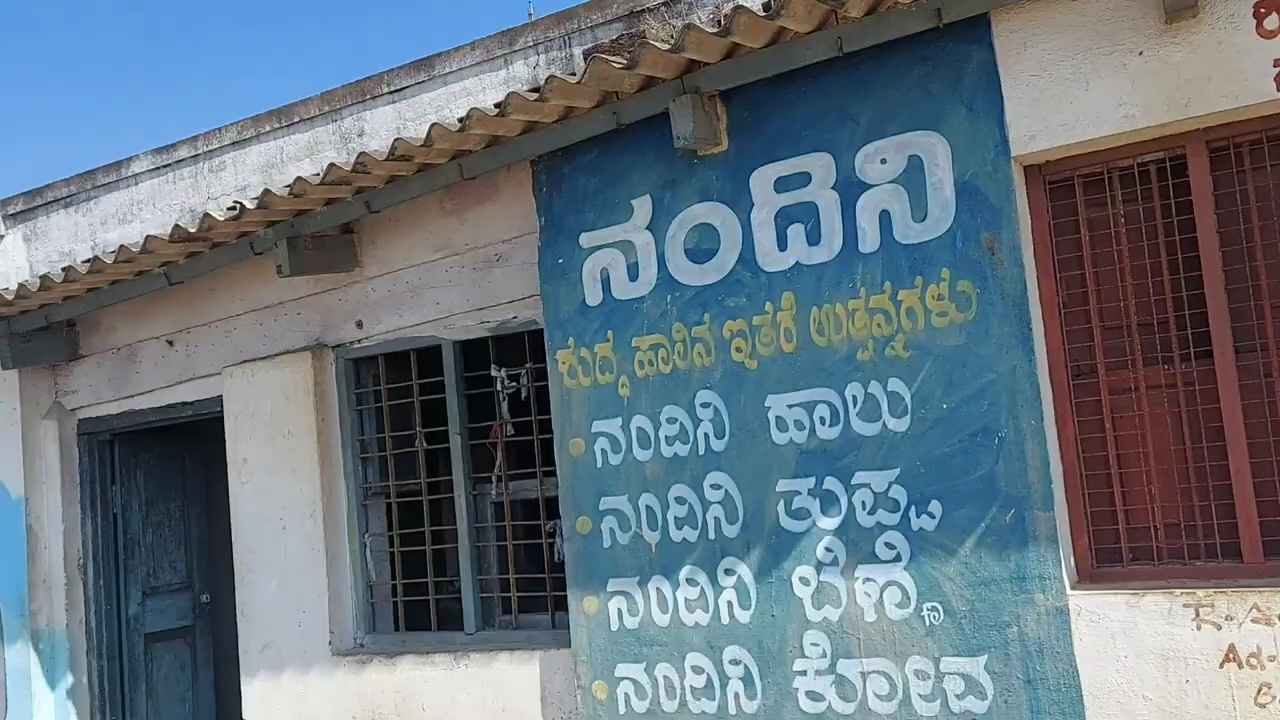 ನಂದಿನಿ
ಶುದ್ಧ ಹಾಲಿನ ಇತರೆ ಉತ್ಪನ್ನಗಳು
ನಂದಿನಿ ಹಾಲು
ನಂದಿನಿ ತುಪ್ಪ
ನಂದಿನಿ ಬೆಣ್ಣೆ
ನಂದಿನಿ ಕೋವ